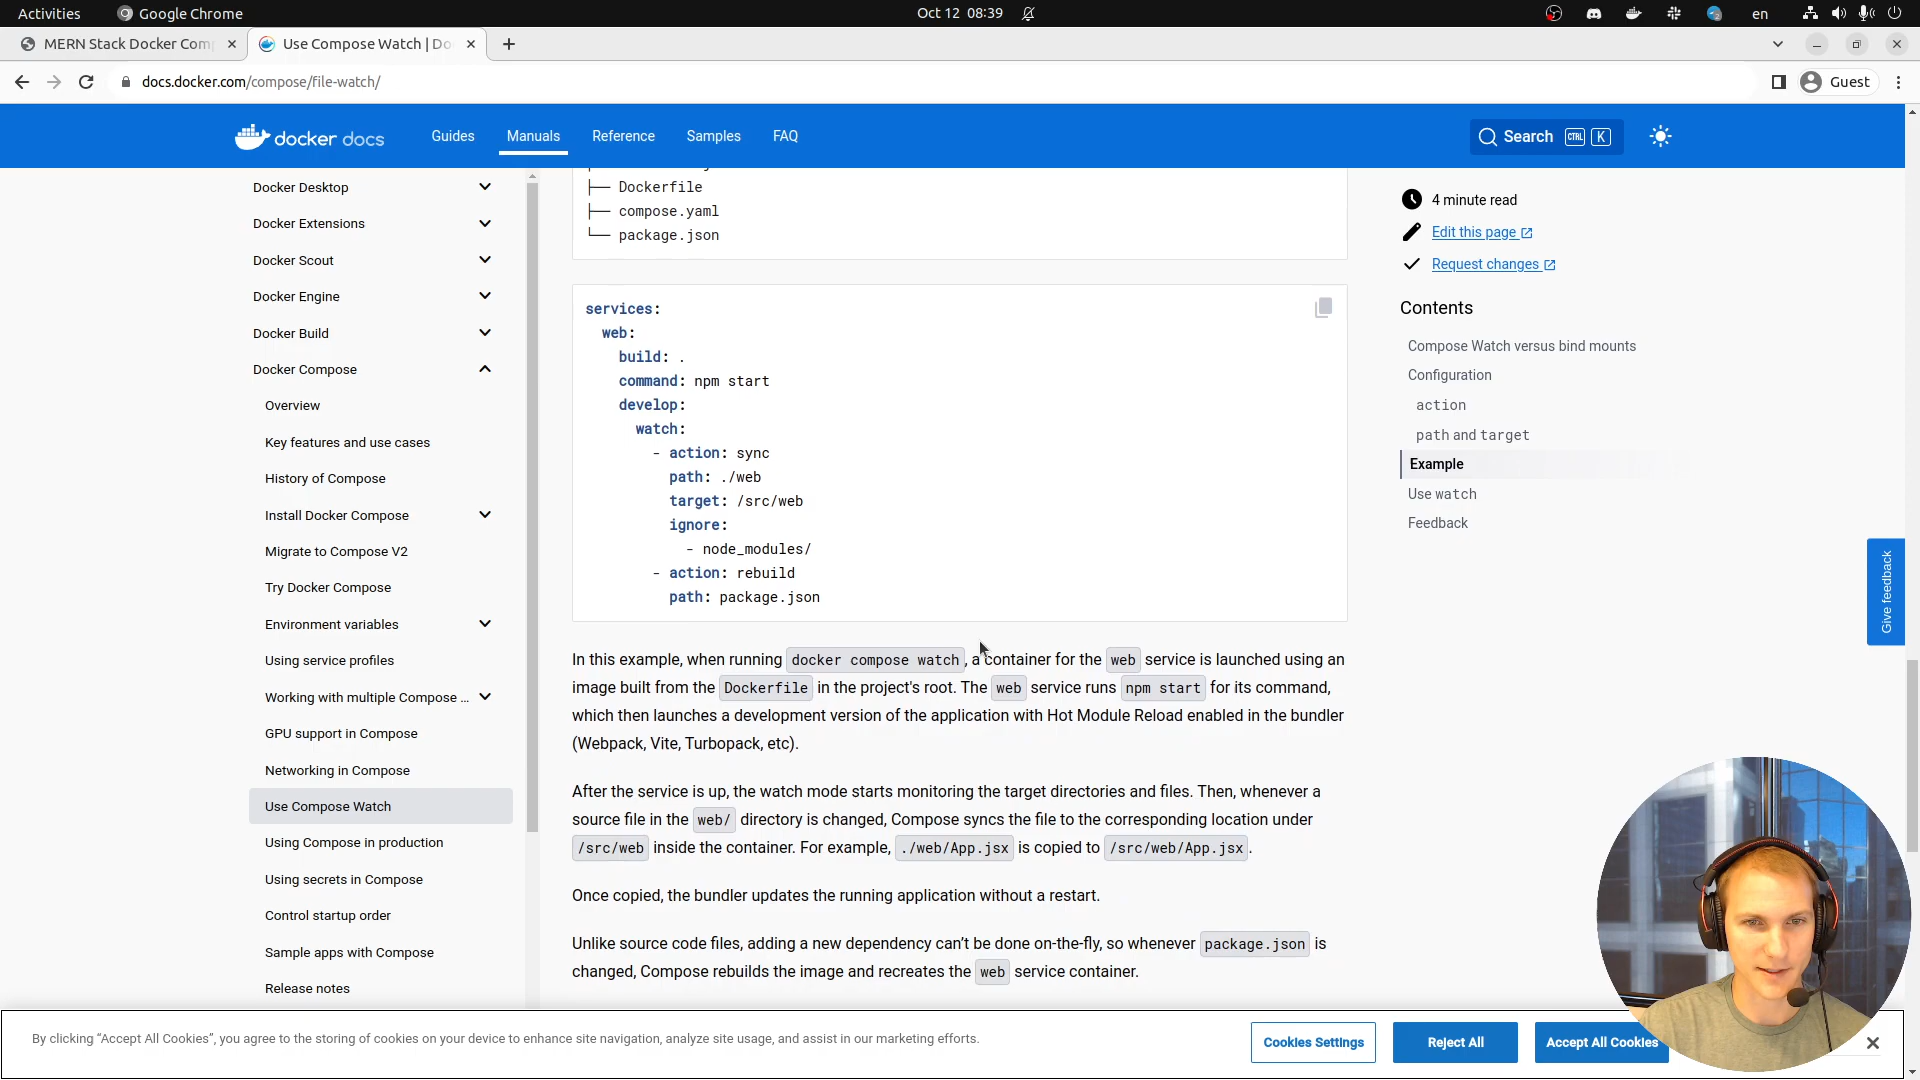 Activities
Google Chrome
Oct 12 08:39
en
MERN Stack Docker Com
Use Compose Watch | Do
docs.docker.com/compose/file-watch/
Guest
docker docs
Guides
Manuals
Reference
Samples
FAQ
Search
CTRL
K
Docker Desktop
Docker Extensions
Docker Scout
Docker Engine
Docker Build
Docker Compose
Overview
Key features and use cases
History of Compose
Install Docker Compose
Migrate to Compose V2
Try Docker Compose
Environment variables
Using service profiles
Working with multiple Compose ...
GPU support in Compose
Networking in Compose
Use Compose Watch
Using Compose in production
Using secrets in Compose
Control startup order
Sample apps with Compose
Release notes
├── Dockerfile
├── compose.yaml
└── package.json
services:
web:
build: .
command: npm start
develop:
watch:
- action: sync
path: ./web
target: /src/web
ignore:
- node_modules/
- action: rebuild
path: package.json
In this example, when running docker compose watch, a container for the web service is launched using an
image built from the Dockerfile in the project's root. The web service runs npm start for its command,
which then launches a development version of the application with Hot Module Reload enabled in the bundler
(Webpack, Vite, Turbopack, etc).
After the service is up, the watch mode starts monitoring the target directories and files. Then, whenever a
source file in the web/ directory is changed, Compose syncs the file to the corresponding location under
/src/web inside the container. For example, ./web/App.jsx is copied to /src/web/App.jsx.
Once copied, the bundler updates the running application without a restart.
Unlike source code files, adding a new dependency can’t be done on-the-fly, so whenever package.json is
changed, Compose rebuilds the image and recreates the web service container.
4 minute read
Edit this page
Request changes
Contents
Compose Watch versus bind mounts
Configuration
action
path and target
Example
Use watch
Feedback
Give feedback
By clicking “Accept All Cookies”, you agree to the storing of cookies on your device to enhance site navigation, analyze site usage, and assist in our marketing efforts.
Cookies Settings
Reject All
Accept All Cookies